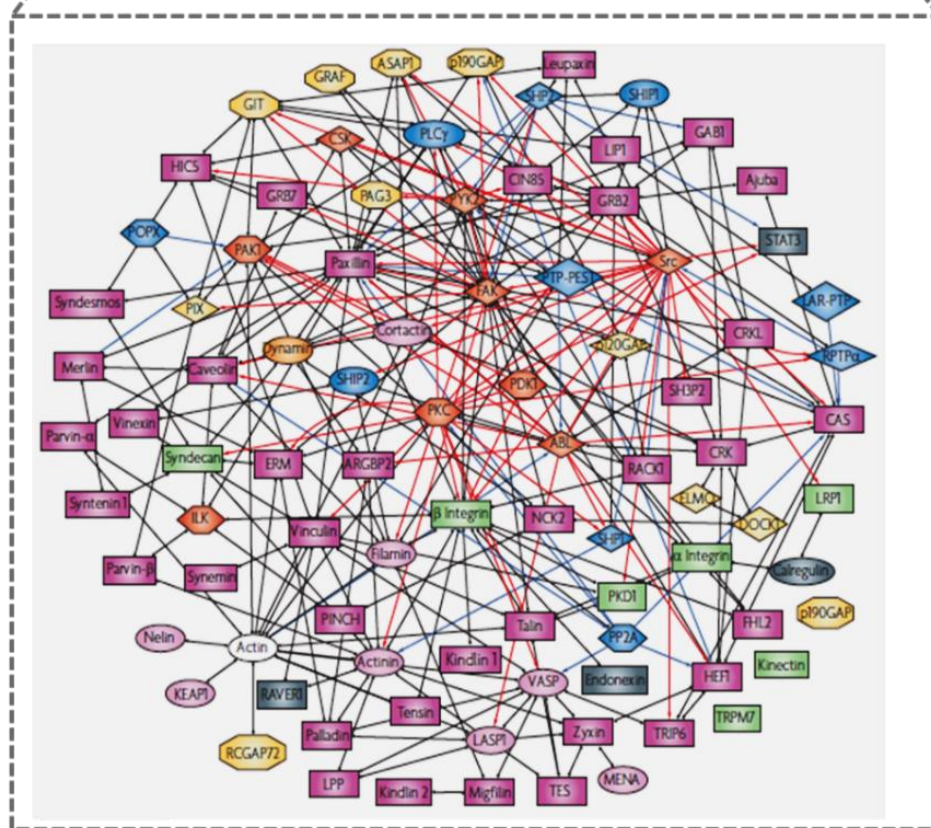 ASAP1
p190GAP
Leupaxin
GRAF
SHP2
SHIP1
GIT
CSK
PLCγ
GAB1
LIP1
HIC5
CIN85
Ajuba
GRB7
PAG3
PYK2
GRB2
POPX
PAK1
STAT3
Paxillin
Src
PTP-PEST
FAK
Syndesmos
PIX
LAR-PTP
Cortactin
CRKL
Dynamin
p120GAP
RPTPα
Merlin
Caveolin
SHIP2
PDK1
SH3P2
PKC
Vinexin
CAS
Parvin-α
ABL
Syndecan
ERM
ARGBP2
RACK1
CRK
Syntenin1
ELMO
LRP1
ILK
β Integrin
NCK2
DOCK1
Vinculin
SHP1
Filamin
α Integrin
Parvin-β
Synemin
Calregulin
PKD1
p190GAP
PINCH
Talin
FHL2
Nelin
PP2A
Actin
Actinin
Kindlin 1
Kinectin
Endonexin
HEF1
KEAP1
RAVER1
VASP
Tensin
TRPM7
Palladin
LASP1
Zyxin
TRIP6
RCGAP72
LPP
Kindlin 2
Migfilin
TES
MENA